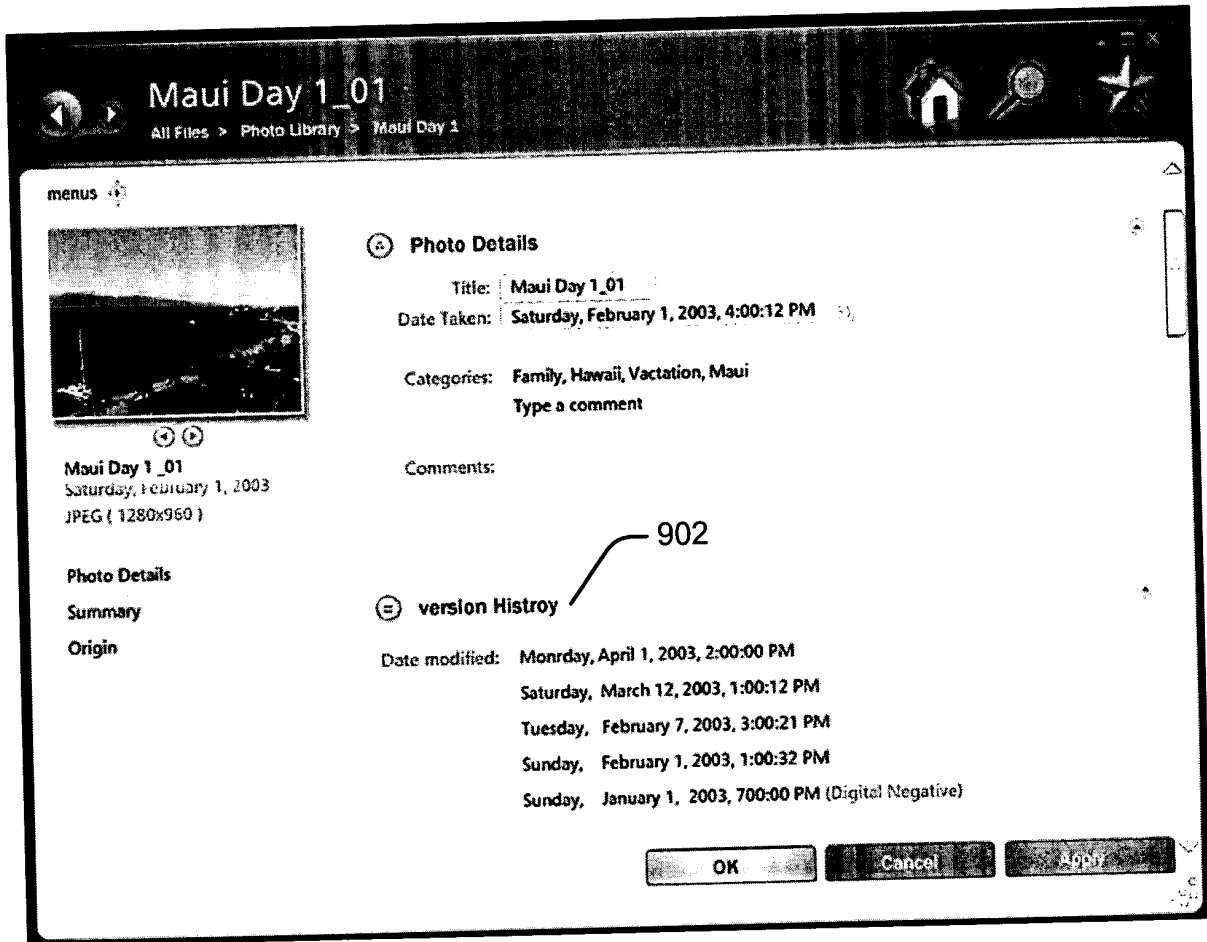 Maui Day 1_01
All Files > Photo Library > Maui Day 1
menus
Photo Details
Title: Maui Day 1_01
Date Taken: Saturday, February 1, 2003, 4:00:12 PM
Categories: Family, Hawaii, Vactation, Maui
Type a comment
Comments:
Maui Day 1_01
Saturday, February 1, 2003
JPEG ( 1280x960 )
Photo Details
Summary
Origin
902
version Histroy
Date modified: Monrday, April 1, 2003, 2:00:00 PM
Saturday, March 12, 2003, 1:00:12 PM
Tuesday, February 7, 2003, 3:00:21 PM
Sunday, February 1, 2003, 1:00:32 PM
Sunday, January 1, 2003, 700:00 PM (Digital Negative)
OK Cancel Apply